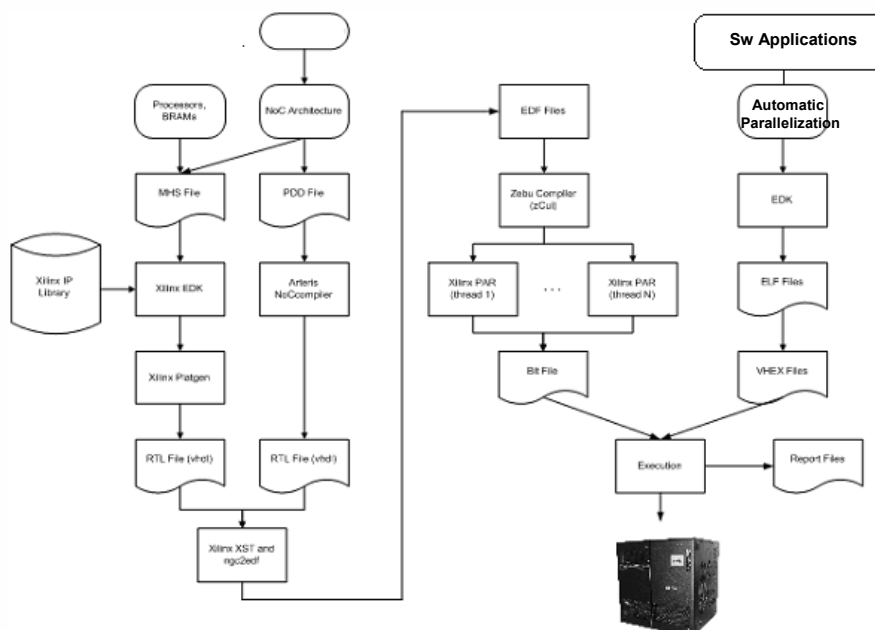 Sw Applications
Processors,
BRAMs
NoC Architecture
EDF Files
Automatic
Parallelization
MHS File
PDD File
Zebu Compiler
(zCui)
EDK
Xilinx IP
Library
Xilinx EDK
Arteris
NoCcompiler
Xilinx PAR
(thread 1)
. . .
Xilinx PAR
(thread N)
ELF Files
Xilinx Platgen
Bit File
VHEX Files
RTL File (vhdl)
RTL File (vhdl)
Execution
Report Files
Xilinx XST and
ngc2edf